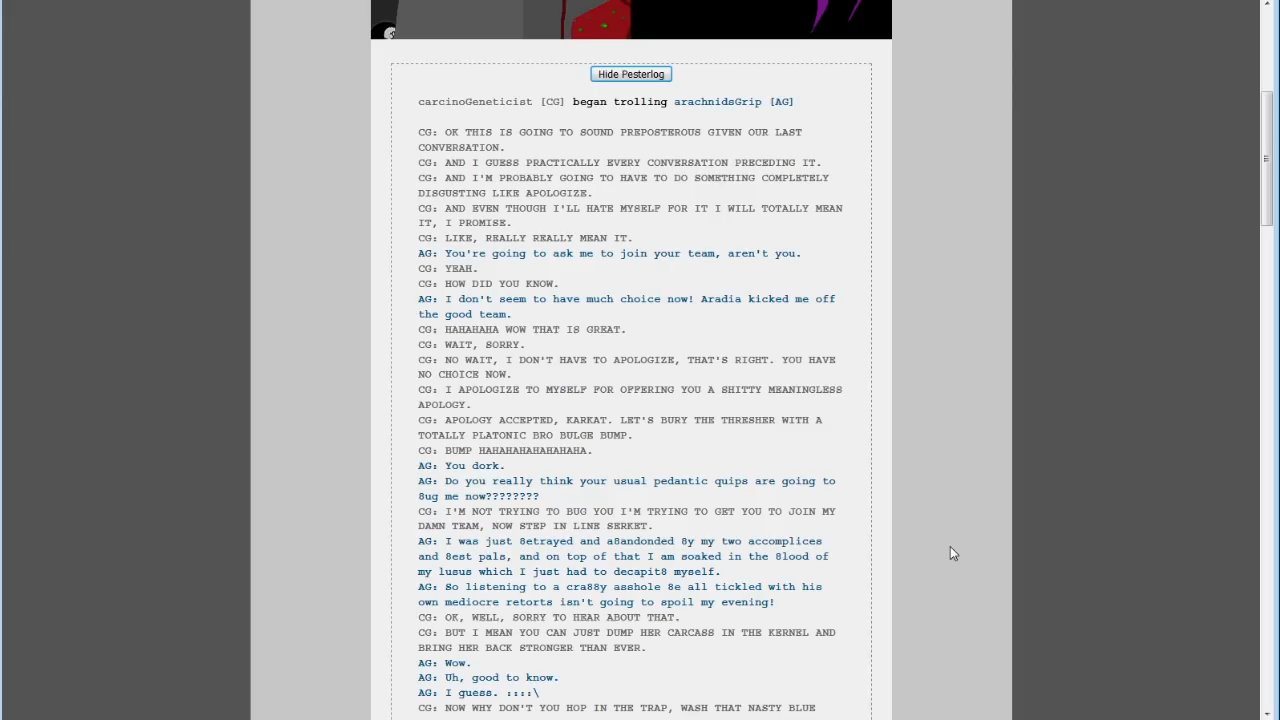 Hide Pesterlog
carcinoGeneticist [CG] began trolling arachnidsGrip [AG]
CG: OK THIS IS GOING TO SOUND PREPOSTEROUS GIVEN OUR LAST
CONVERSATION.
CG: AND I GUESS PRACTICALLY EVERY CONVERSATION PRECEDING IT.
CG: AND I'M PROBABLY GOING TO HAVE TO DO SOMETHING COMPLETELY
DISGUSTING LIKE APOLOGIZE.
CG: AND EVEN THOUGH I'LL HATE MYSELF FOR IT I WILL TOTALLY MEAN
IT, I PROMISE.
CG: LIKE, REALLY REALLY MEAN IT.
AG: You're going to ask me to join your team, aren't you.
CG: YEAH.
CG: HOW DID YOU KNOW.
AG: I don't seem to have much choice now! Aradia kicked me off
the good team.
CG: HAHAHAHA WOW THAT IS GREAT.
CG: WAIT, SORRY.
CG: NO WAIT, I DON'T HAVE TO APOLOGIZE, THAT'S RIGHT. YOU HAVE
NO CHOICE NOW.
CG: I APOLOGIZE TO MYSELF FOR OFFERING YOU A SHITTY MEANINGLESS
APOLOGY.
CG: APOLOGY ACCEPTED, KARKAT. LET'S BURY THE THRESHER WITH A
TOTALLY PLATONIC BRO BULGE BUMP.
CG: BUMP HAHAHAHAHAHAHAHA.
AG: You dork.
AG: Do you really think your usual pedantic quips are going to
8ug me now????????
CG: I'M NOT TRYING TO BUG YOU I'M TRYING TO GET YOU TO JOIN MY
DAMN TEAM, NOW STEP IN LINE SERKET.
AG: I was just 8etrayed and a8andonded 8y my two accomplices
and 8est pals, and on top of that I am soaked in the 8lood of
my lusus which I just had to decapit8 myself.
AG: So listening to a cra88y asshole 8e all tickled with his
own mediocre retorts isn't going to spoil my evening!
CG: OK, WELL, SORRY TO HEAR ABOUT THAT.
CG: BUT I MEAN YOU CAN JUST DUMP HER CARCASS IN THE KERNEL AND
BRING HER BACK STRONGER THAN EVER.
AG: Wow.
AG: Uh, good to know.
AG: I guess. ::::\
CG: NOW WHY DON'T YOU HOP IN THE TRAP, WASH THAT NASTY BLUE